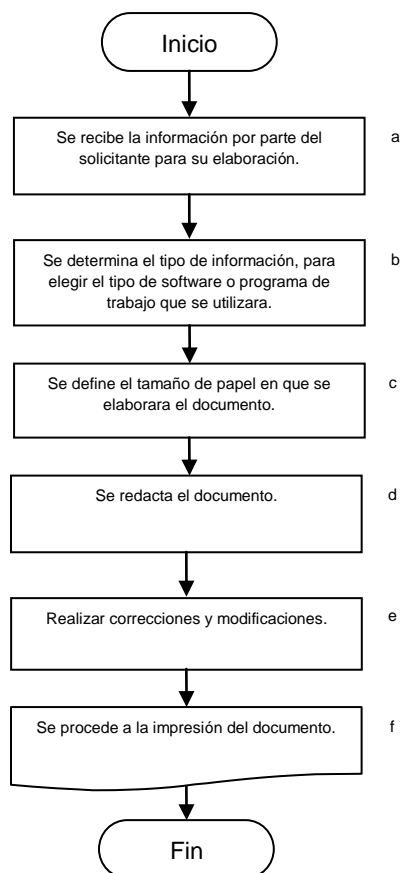 Inicio
Se recibe la información por parte del
solicitante para su elaboración.
a
Se determina el tipo de información, para
elegir el tipo de software o programa de
trabajo que se utilizara.
b
Se define el tamaño de papel en que se
elaborara el documento.
c
Se redacta el documento.
d
Realizar correcciones y modificaciones.
e
Se procede a la impresión del documento.
f
Fin